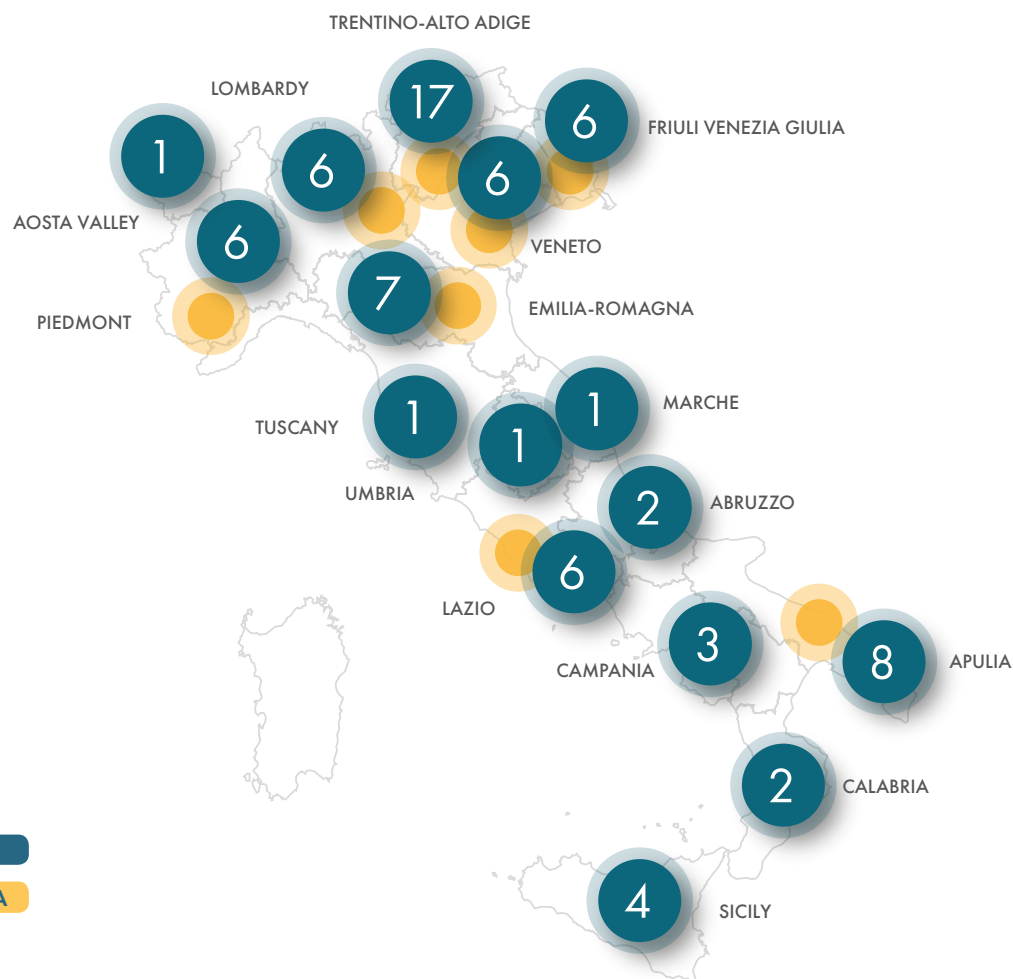 TRENTINO-ALTO ADIGE
LOMBARDY
17
6
FRIULI VENEZIA GIULIA
1
6
6
AOSTA VALLEY
6
VENETO
7
EMILIA-ROMAGNA
PIEDMONT
1
MARCHE
TUSCANY
1
1
UMBRIA
2
ABRUZZO
6
LAZIO
3
CAMPANIA
8
APULIA
2
CALABRIA
A
4
SICILY